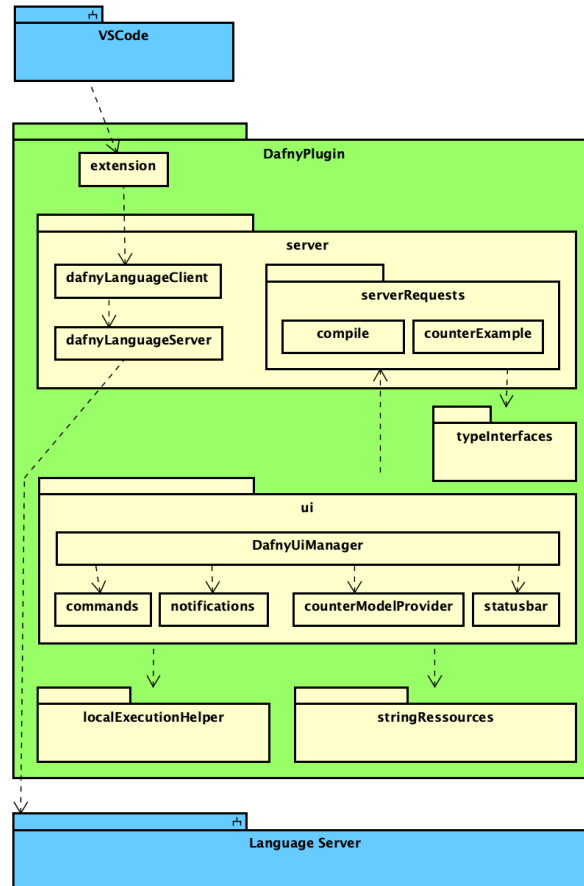 VSCode
DafnyPlugin
extension
server
dafnyLanguageClient
serverRequests
compile
counterExample
dafnyLanguageServer
typeInterfaces
ui
DafnyUiManager
commands
notifications
counterModelProvider
statusbar
localExecutionHelper
stringRessources
Language Server